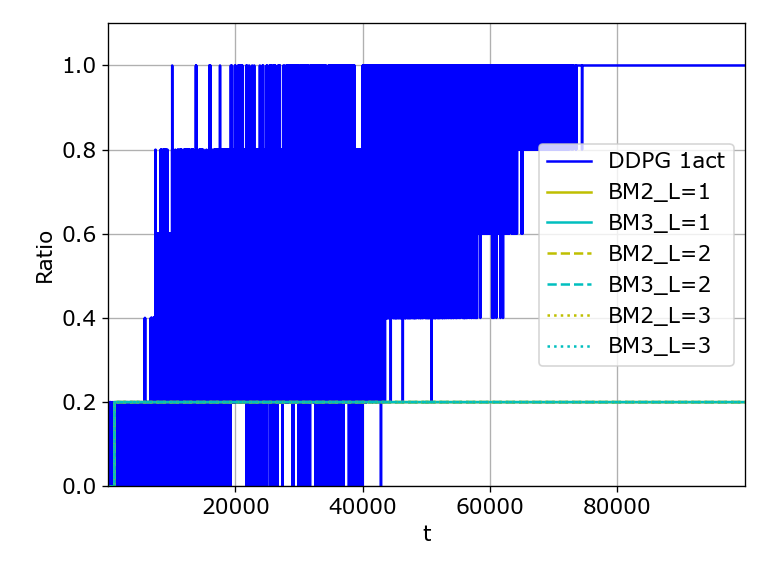 1.0
0.8
0.6
0.4
0.2
0.0
Ratio
20000 40000 60000 80000
t
DDPG 1act
BM2_L=1
BM3_L=1
BM2_L=2
BM3_L=2
BM2_L=3
BM3_L=3